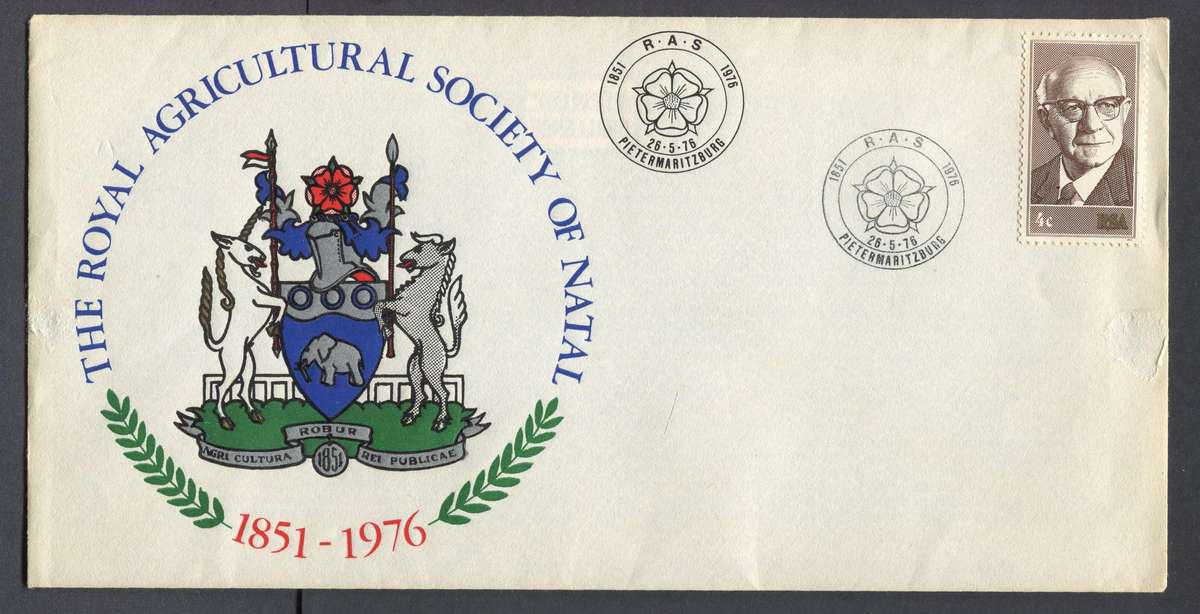 THE ROYAL AGRICULTURAL SOCIETY OF NATAL
ROBUR
AGRI CULTURA 1851 REI PUBLICAE
1851 - 1976
R · A · S
1851 1976
26 - 5 - 76
PIETERMARITZBURG
R · A · S
1851 1976
26 - 5 - 76
PIETERMARITZBURG
4c RSA